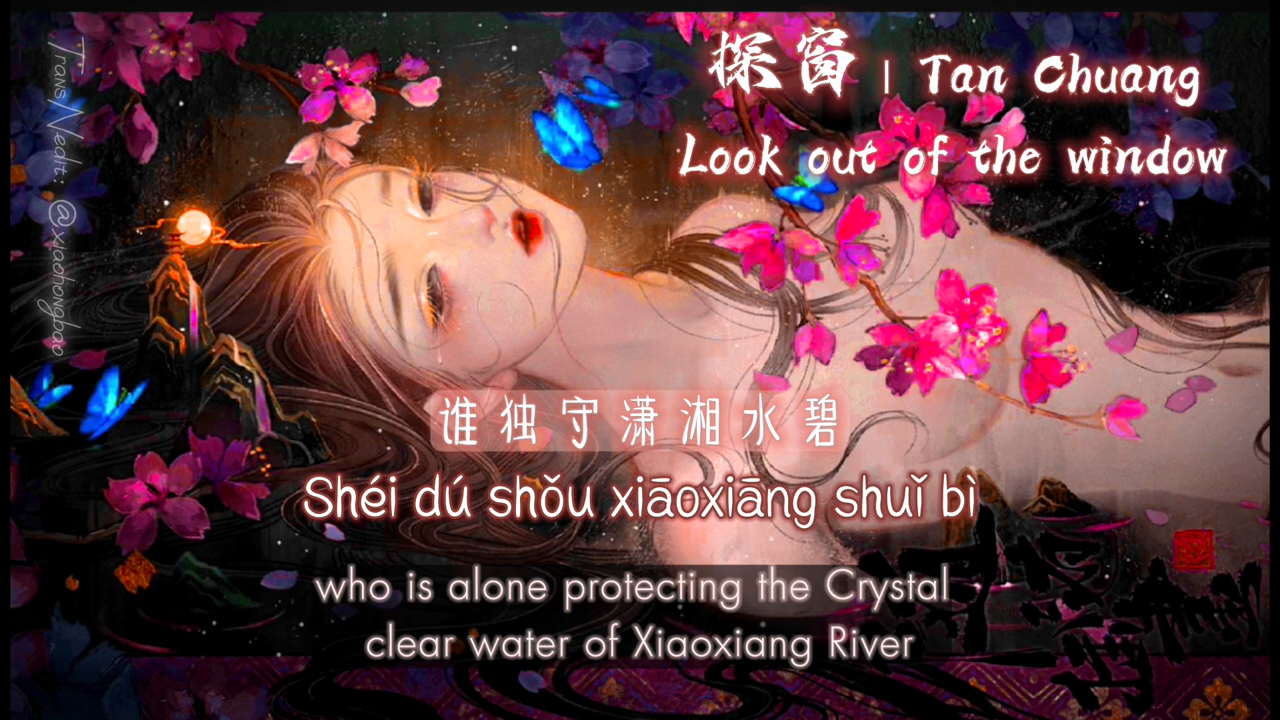 探窗 | Tan Chuang
Look out of the window
Trans N edit: @xiaohongbao
谁独守潇湘水碧
Shéi dú shǒu xiāoxiāng shuǐ bì
who is alone protecting the Crystal
clear water of Xiaoxiang River